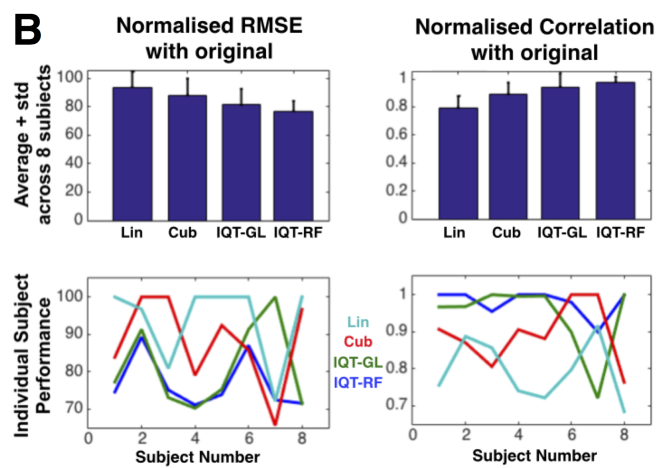 B
Normalised RMSE
with original
Normalised Correlation
with original
Average + std
across 8 subjects
100
80
60
40
20
0
Lin Cub IQT-GL IQT-RF
1
0.8
0.6
0.4
0.2
0
Lin Cub IQT-GL IQT-RF
Individual Subject
Performance
100
90
80
70
0 2 4 6 8
Subject Number
Lin
Cub
IQT-GL
IQT-RF
1
0.9
0.8
0.7
0 2 4 6 8
Subject Number